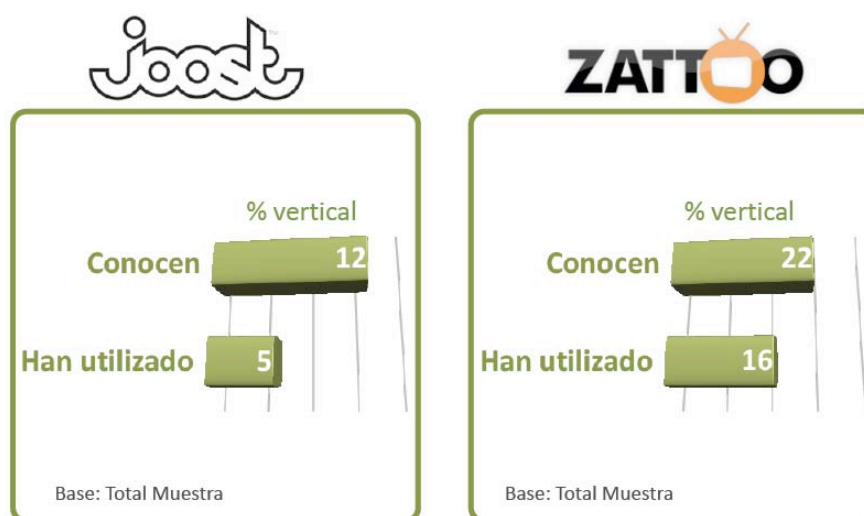 joost™
ZATTOO
% vertical
Conocen 12
Han utilizado 5
Base: Total Muestra
% vertical
Conocen 22
Han utilizado 16
Base: Total Muestra